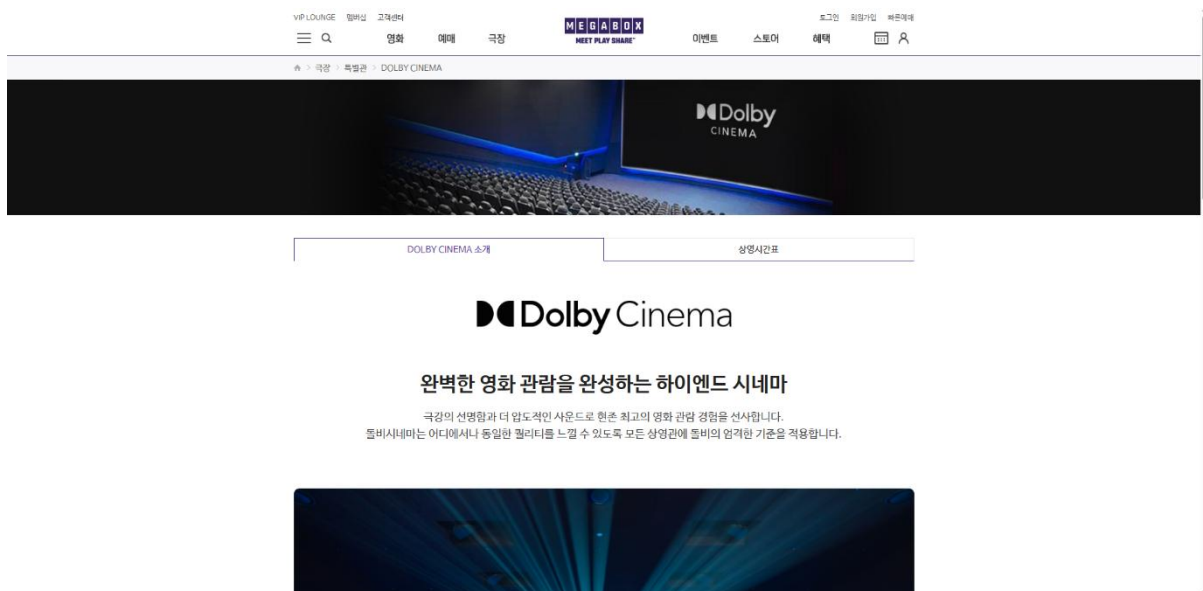 VIP LOUNGE 멤버십 고객센터
로그인 회원가입 빠른예매
영화 예매 극장
MEGABOX
MEET PLAY SHARE
이벤트 스토어 혜택
> 극장 > 특별관 > DOLBY CINEMA
Dolby
CINEMA
DOLBY CINEMA 소개
상영시간표
Dolby Cinema
완벽한 영화 관람을 완성하는 하이엔드 시네마
극강의 선명함과 더 압도적인 사운드로 현존 최고의 영화 관람 경험을 선사합니다.
돌비시네마는 어디에서나 동일한 퀄리티를 느낄 수 있도록 모든 상영관에 돌비의 엄격한 기준을 적용합니다.